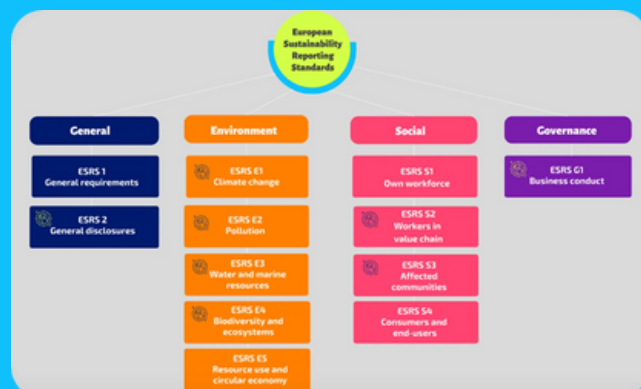 European
Sustainability
Reporting
Standards
General
Environment
Social
Governance
ESRS 1
General requirements
ESRS 2
General disclosures
ESRS E1
Climate change
ESRS E2
Pollution
ESRS E3
Water and marine
resources
ESRS E4
Biodiversity and
ecosystems
ESRS E5
Resource use and
circular economy
ESRS S1
Own workforce
ESRS S2
Workers in
value chain
ESRS S3
Affected
communities
ESRS S4
Consumers and
end-users
ESRS G1
Business conduct